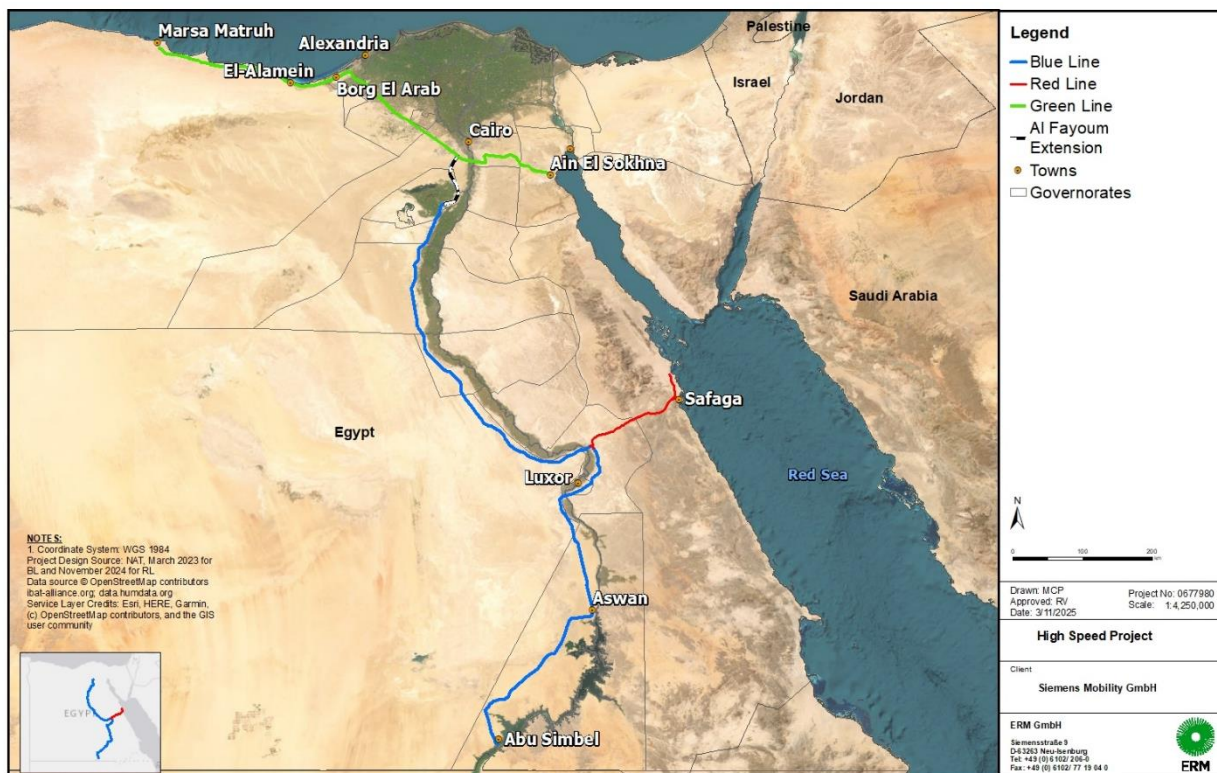 Marsa Matruh
Alexandria
El-Alamein
Borg El Arab
Cairo
Ain El Sokhna
Palestine
Israel
Jordan
Saudi Arabia
Egypt
Safaga
Luxor
Red Sea
Aswan
Abu Simbel
NOTES:
1. Coordinate System: WGS 1984
Project Design Source: NAT, March 2023 for
BL and November 2024 for RL
Data source © OpenStreetMap contributors
ibat-alliance.org; data.humdata.org
Service Layer Credits: Esri, HERE, Garmin,
(c) OpenStreetMap contributors, and the GIS
user community
EGYPT
Legend
Blue Line
Red Line
Green Line
Al Fayoum
Extension
Towns
Governorates
N
0 100 200
Drawn: MCP
Approved: RV
Date: 3/11/2025
Project No: 0677980
Scale: 1:4,250,000
High Speed Project
Client
Siemens Mobility GmbH
ERM GmbH
Siemensstraße 9
D-63263 Neu-Isenburg
Tel: +49 (0) 6102/ 206-0
Fax: +49 (0) 6102/ 77 19 04 0
ERM